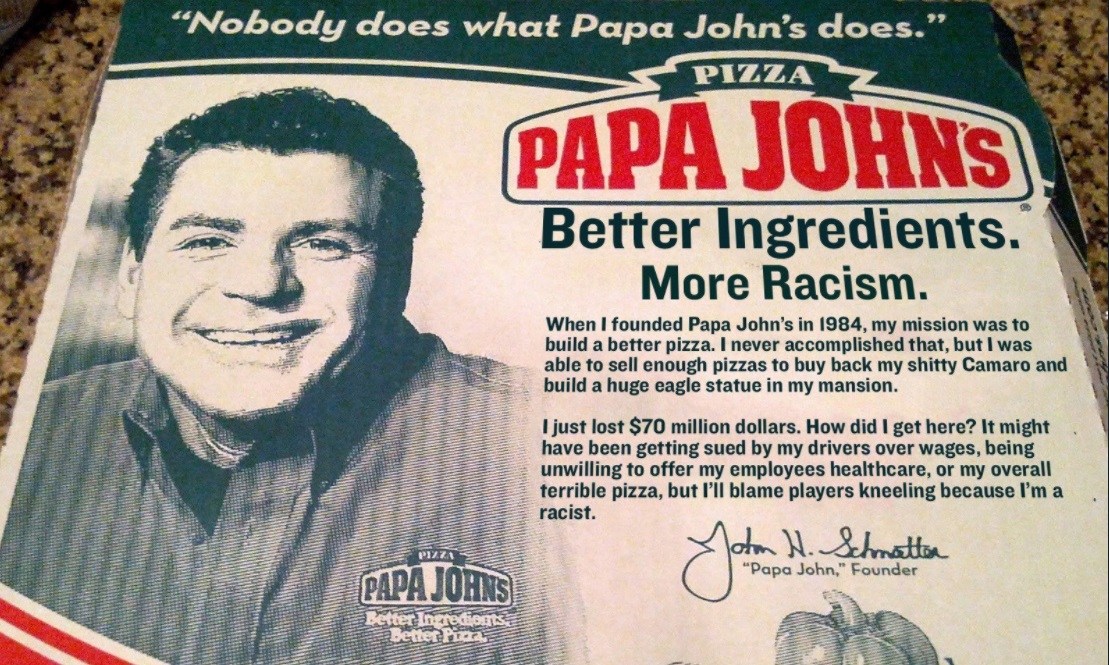 “Nobody does what Papa John’s does.”
PIZZA
PAPA JOHN’S
®
Better Ingredients.
More Racism.
When I founded Papa John’s in 1984, my mission was to
build a better pizza. I never accomplished that, but I was
able to sell enough pizzas to buy back my shitty Camaro and
build a huge eagle statue in my mansion.
I just lost $70 million dollars. How did I get here? It might
have been getting sued by my drivers over wages, being
unwilling to offer my employees healthcare, or my overall
terrible pizza, but I’ll blame players kneeling because I’m a
racist.
John H. Schnatter
“Papa John,” Founder
PIZZA
PAPA JOHNS
Better Ingredients.
Better Pizza.